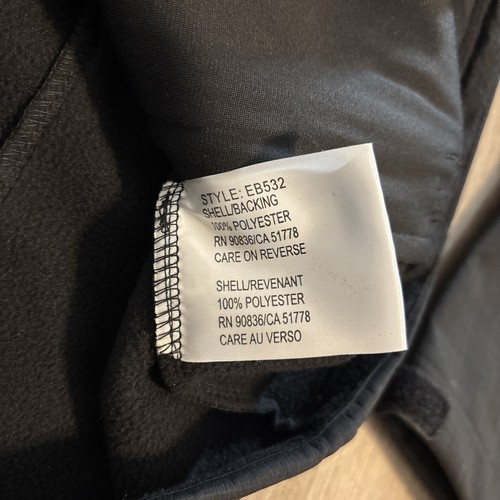 STYLE: EB532
SHELL/BACKING
100% POLYESTER
RN 90836/CA 51778
CARE ON REVERSE
SHELL/REVENANT
100% POLYESTER
RN 90836/CA 51778
CARE AU VERSO